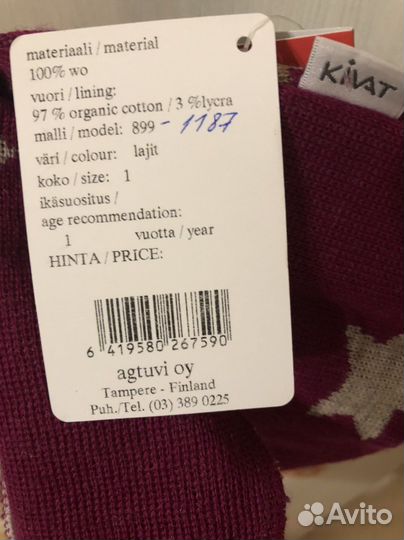 materiaali / material
100% wo
vuori / lining:
97 % organic cotton / 3 %lycra
malli / model: 899 - 1187
väri / colour: lajit
koko / size: 1
ikäsuositus /
age recommendation:
1 vuotta / year
HINTA / PRICE:
6 419580 267590
agtuvi oy
Tampere - Finland
Puh./Tel. (03) 389 0225
KiVAT
Avito